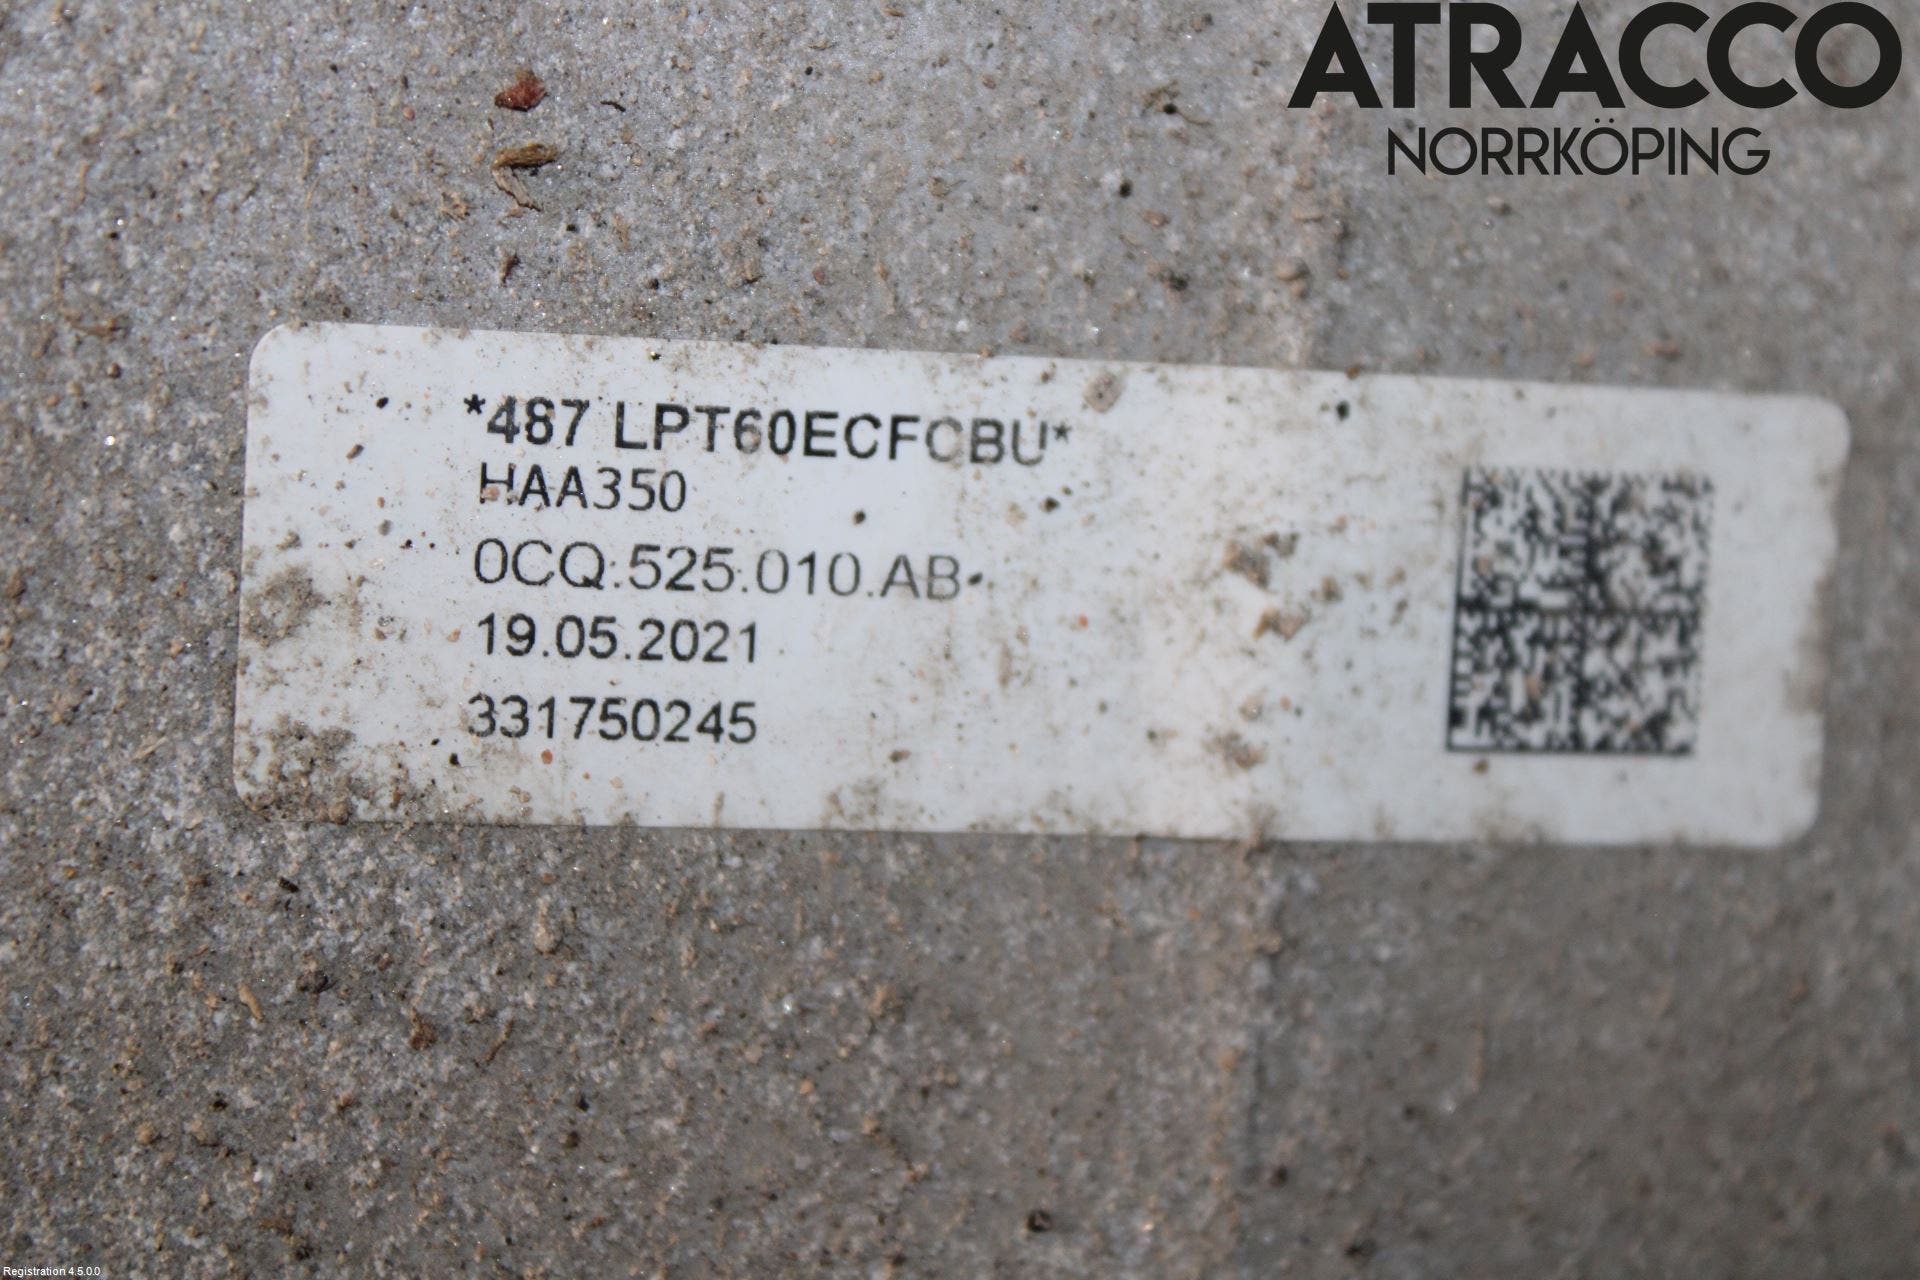 ATRACCO
NORRKÖPING
*487 LPT60ECFCBU*
HAA350
0CQ.525.010.AB
19.05.2021
331750245
Registration 4.5.0.0